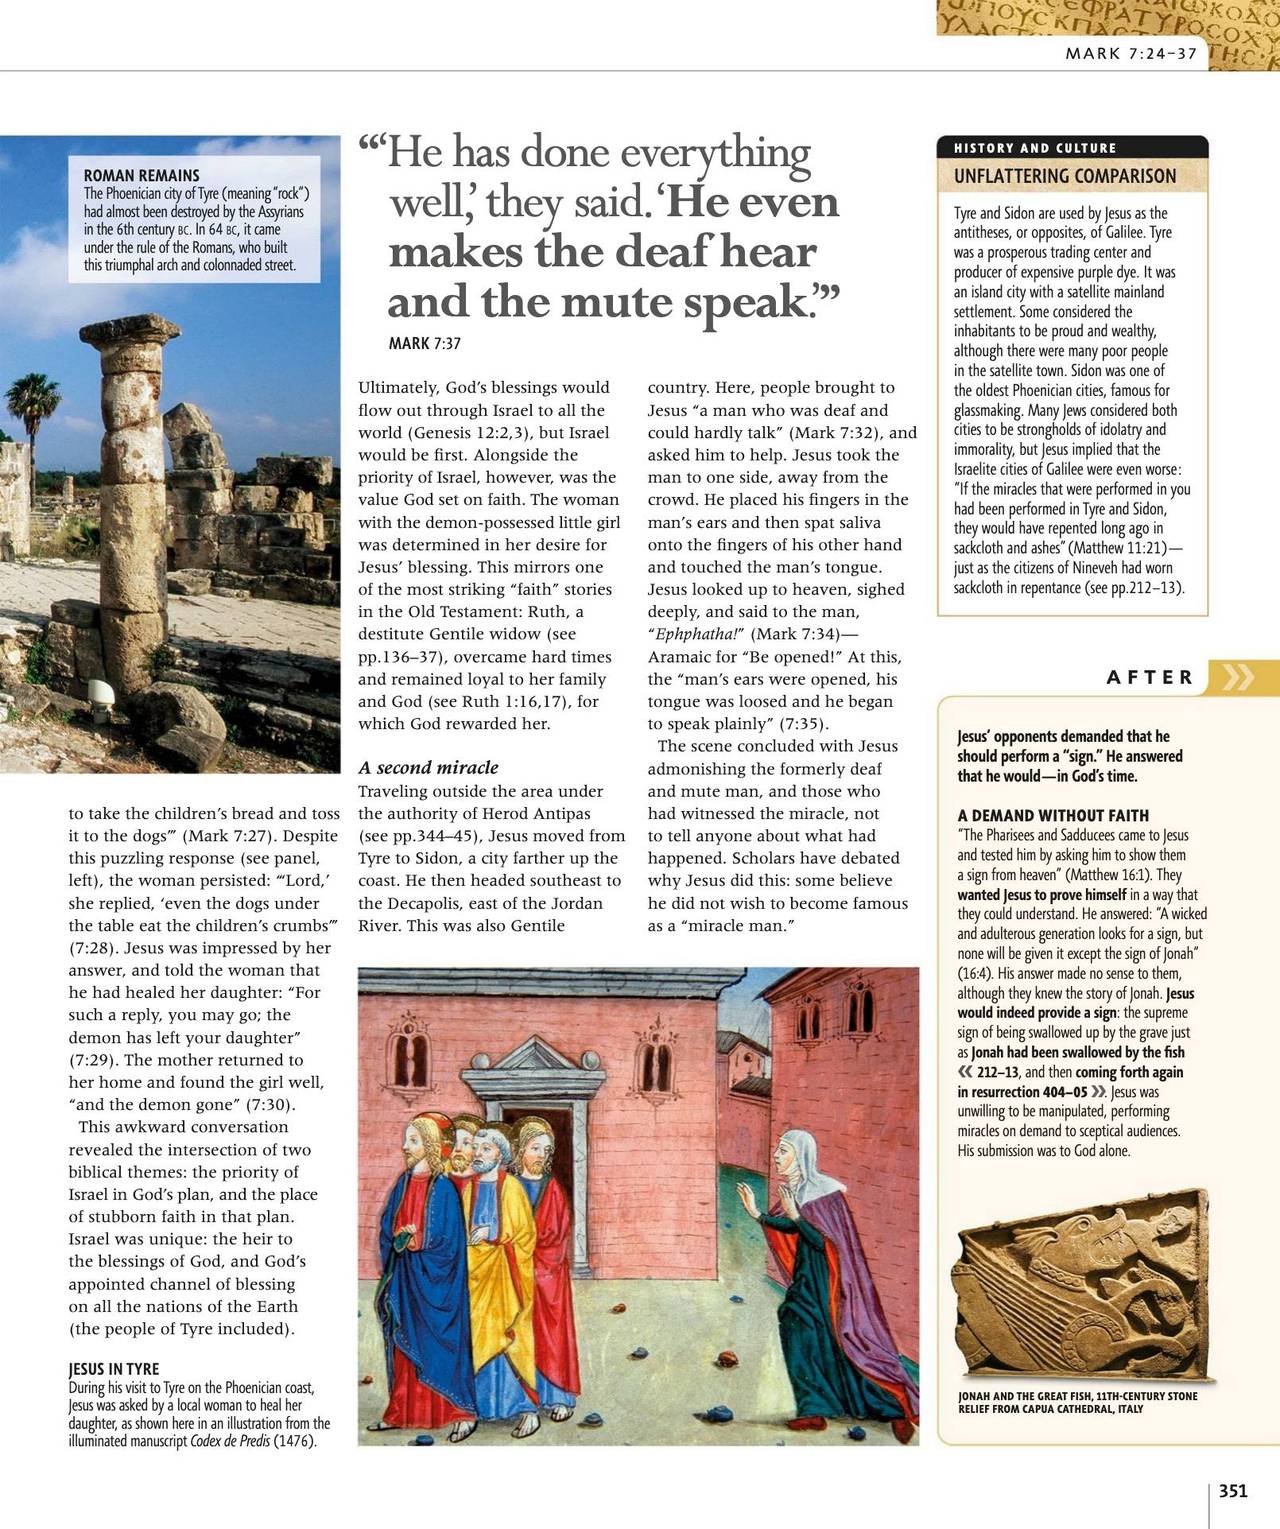 MARK 7:24–37
ROMAN REMAINS
The Phoenician city of Tyre (meaning “rock”)
had almost been destroyed by the Assyrians
in the 6th century BC. In 64 BC, it came
under the rule of the Romans, who built
this triumphal arch and colonnaded street.
“‘He has done everything
well,’ they said. ‘He even
makes the deaf hear
and the mute speak.’”
MARK 7:37
to take the children’s bread and toss
it to the dogs’” (Mark 7:27). Despite
this puzzling response (see panel,
left), the woman persisted: “‘Lord,’
she replied, ‘even the dogs under
the table eat the children’s crumbs’”
(7:28). Jesus was impressed by her
answer, and told the woman that
he had healed her daughter: “For
such a reply, you may go; the
demon has left your daughter”
(7:29). The mother returned to
her home and found the girl well,
“and the demon gone” (7:30).
This awkward conversation
revealed the intersection of two
biblical themes: the priority of
Israel in God’s plan, and the place
of stubborn faith in that plan.
Israel was unique: the heir to
the blessings of God, and God’s
appointed channel of blessing
on all the nations of the Earth
(the people of Tyre included).
JESUS IN TYRE
During his visit to Tyre on the Phoenician coast,
Jesus was asked by a local woman to heal her
daughter, as shown here in an illustration from the
illuminated manuscript Codex de Predis (1476).
Ultimately, God’s blessings would
flow out through Israel to all the
world (Genesis 12:2,3), but Israel
would be first. Alongside the
priority of Israel, however, was the
value God set on faith. The woman
with the demon-possessed little girl
was determined in her desire for
Jesus’ blessing. This mirrors one
of the most striking “faith” stories
in the Old Testament: Ruth, a
destitute Gentile widow (see
pp.136–37), overcame hard times
and remained loyal to her family
and God (see Ruth 1:16,17), for
which God rewarded her.
A second miracle
Traveling outside the area under
the authority of Herod Antipas
(see pp.344–45), Jesus moved from
Tyre to Sidon, a city farther up the
coast. He then headed southeast to
the Decapolis, east of the Jordan
River. This was also Gentile
country. Here, people brought to
Jesus “a man who was deaf and
could hardly talk” (Mark 7:32), and
asked him to help. Jesus took the
man to one side, away from the
crowd. He placed his fingers in the
man’s ears and then spat saliva
onto the fingers of his other hand
and touched the man’s tongue.
Jesus looked up to heaven, sighed
deeply, and said to the man,
“Ephphatha!” (Mark 7:34)—
Aramaic for “Be opened!” At this,
the “man’s ears were opened, his
tongue was loosed and he began
to speak plainly” (7:35).
The scene concluded with Jesus
admonishing the formerly deaf
and mute man, and those who
had witnessed the miracle, not
to tell anyone about what had
happened. Scholars have debated
why Jesus did this: some believe
he did not wish to become famous
as a “miracle man.”
HISTORY AND CULTURE
UNFLATTERING COMPARISON
Tyre and Sidon are used by Jesus as the
antitheses, or opposites, of Galilee. Tyre
was a prosperous trading center and
producer of expensive purple dye. It was
an island city with a satellite mainland
settlement. Some considered the
inhabitants to be proud and wealthy,
although there were many poor people
in the satellite town. Sidon was one of
the oldest Phoenician cities, famous for
glassmaking. Many Jews considered both
cities to be strongholds of idolatry and
immorality, but Jesus implied that the
Israelite cities of Galilee were even worse:
“If the miracles that were performed in you
had been performed in Tyre and Sidon,
they would have repented long ago in
sackcloth and ashes” (Matthew 11:21)—
just as the citizens of Nineveh had worn
sackcloth in repentance (see pp.212–13).
AFTER »
Jesus’ opponents demanded that he
should perform a “sign.” He answered
that he would—in God’s time.
A DEMAND WITHOUT FAITH
“The Pharisees and Sadducees came to Jesus
and tested him by asking him to show them
a sign from heaven” (Matthew 16:1). They
wanted Jesus to prove himself in a way that
they could understand. He answered: “A wicked
and adulterous generation looks for a sign, but
none will be given it except the sign of Jonah”
(16:4). His answer made no sense to them,
although they knew the story of Jonah. Jesus
would indeed provide a sign: the supreme
sign of being swallowed up by the grave just
as Jonah had been swallowed by the fish
« 212–13, and then coming forth again
in resurrection 404–05 ». Jesus was
unwilling to be manipulated, performing
miracles on demand to sceptical audiences.
His submission was to God alone.
JONAH AND THE GREAT FISH, 11TH-CENTURY STONE
RELIEF FROM CAPUA CATHEDRAL, ITALY
351